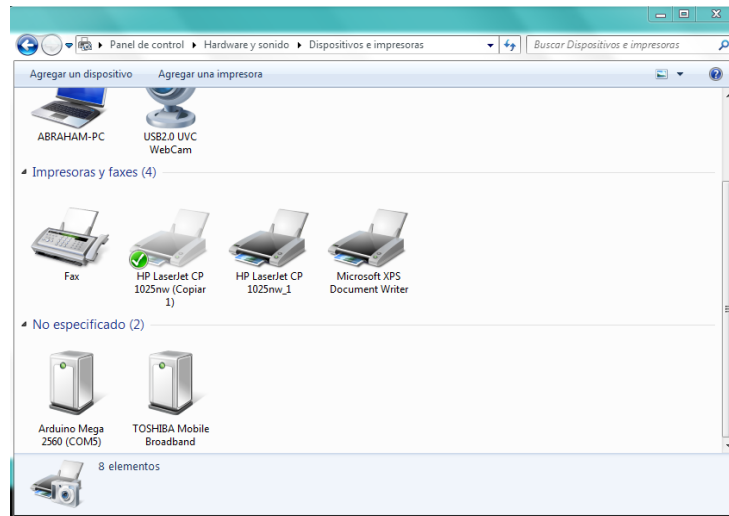 Panel de control ▸ Hardware y sonido ▸ Dispositivos e impresoras
Buscar Dispositivos e impresoras
Agregar un dispositivo Agregar una impresora
ABRAHAM-PC
USB2.0 UVC
WebCam
Impresoras y faxes (4)
Fax
HP LaserJet CP
1025nw (Copiar
1)
HP LaserJet CP
1025nw_1
Microsoft XPS
Document Writer
No especificado (2)
Arduino Mega
2560 (COM5)
TOSHIBA Mobile
Broadband
8 elementos